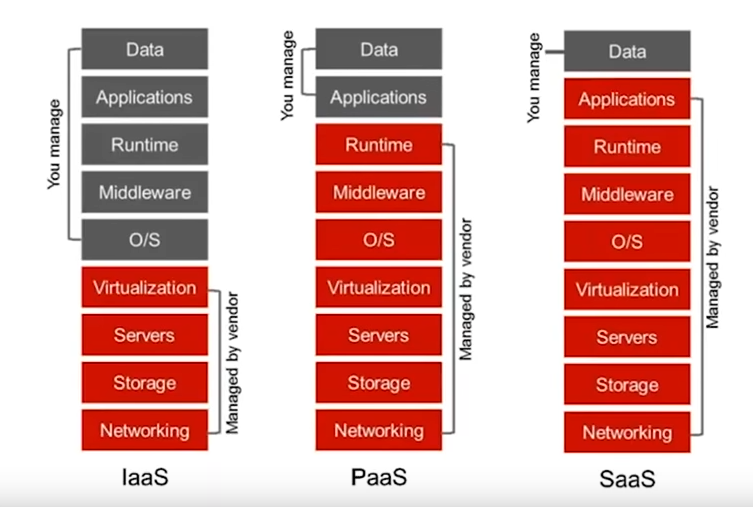 You manage
Data
Applications
Runtime
Middleware
O/S
Virtualization
Servers
Storage
Networking
Managed by vendor
IaaS
You manage
Data
Applications
Runtime
Middleware
O/S
Virtualization
Servers
Storage
Networking
Managed by vendor
PaaS
You manage
Data
Applications
Runtime
Middleware
O/S
Virtualization
Servers
Storage
Networking
Managed by vendor
SaaS